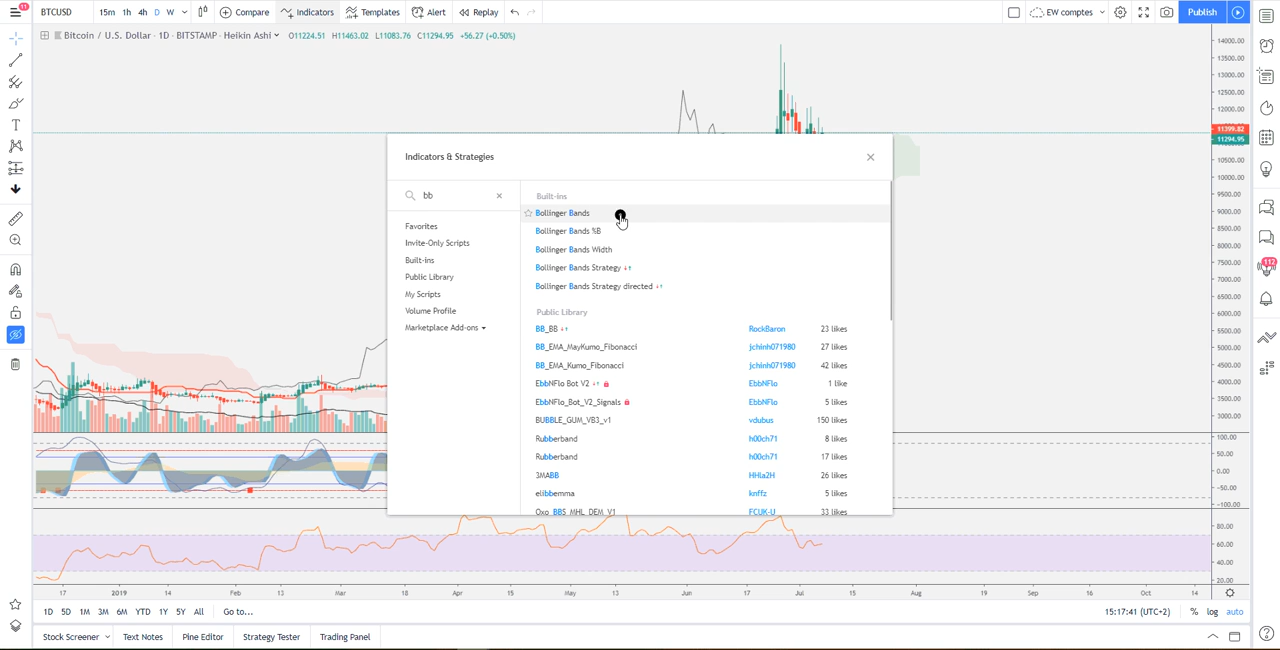 11 BTCUSD 15m 1h 4h D W Compare Indicators Templates Alert Replay EW comptes Publish
Bitcoin / U.S. Dollar · 1D · BITSTAMP · Heikin Ashi O11224.51 H11463.02 L11083.76 C11294.95 +56.27 (+0.50%)
14000.00
13500.00
13000.00
12500.00
12000.00
11399.82
11294.95
10500.00
10000.00
9500.00
9000.00
8500.00
8000.00
7500.00
7000.00
6500.00
6000.00
5500.00
5000.00
4500.00
4000.00
3500.00
3000.00
100.00
50.00
0.00
-50.00
-100.00
80.00
60.00
40.00
20.00
112
Indicators & Strategies
bb
Favorites
Invite-Only Scripts
Built-ins
Public Library
My Scripts
Volume Profile
Marketplace Add-ons
Built-ins
Bollinger Bands
Bollinger Bands %B
Bollinger Bands Width
Bollinger Bands Strategy
Bollinger Bands Strategy directed
Public Library
BB_BB RockBaron 23 likes
BB_EMA_MayKumo_Fibonacci jchinh071980 27 likes
BB_EMA_Kumo_Fibonacci jchinh071980 42 likes
EbbNFlo Bot V2 EbbNFlo 1 like
EbbNFlo_Bot_V2_Signals EbbNFlo 5 likes
BUBBLE_GUM_VB3_v1 vdubus 150 likes
Rubberband h00ch71 8 likes
Rubberband h00ch71 17 likes
3MABB HHla2H 26 likes
elibbemma knffz 5 likes
Oxo_BBS_MHL_DEM_V1 FCUK-U 33 likes
17 2019 14 Feb 13 Mar 18 Apr 15 May 13 Jun 17 Jul 15 Aug 19 Sep 16 Oct 14
1D 5D 1M 3M 6M YTD 1Y 5Y All Go to... 15:17:41 (UTC+2) % log auto
Stock Screener Text Notes Pine Editor Strategy Tester Trading Panel